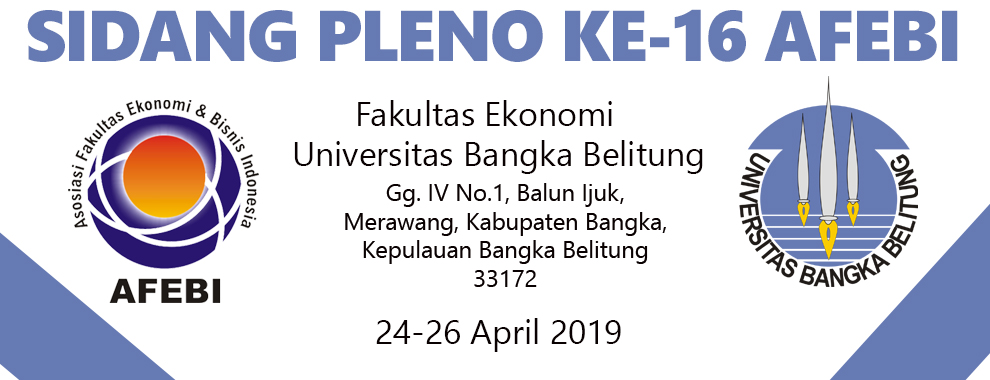 SIDANG PLENO KE-16 AFEBI
Asosiasi Fakultas Ekonomi & Bisnis Indonesia
AFEBI
Fakultas Ekonomi
Universitas Bangka Belitung
Gg. IV No.1, Balun Ijuk,
Merawang, Kabupaten Bangka,
Kepulauan Bangka Belitung
33172
24-26 April 2019
UNIVERSITAS BANGKA BELITUNG